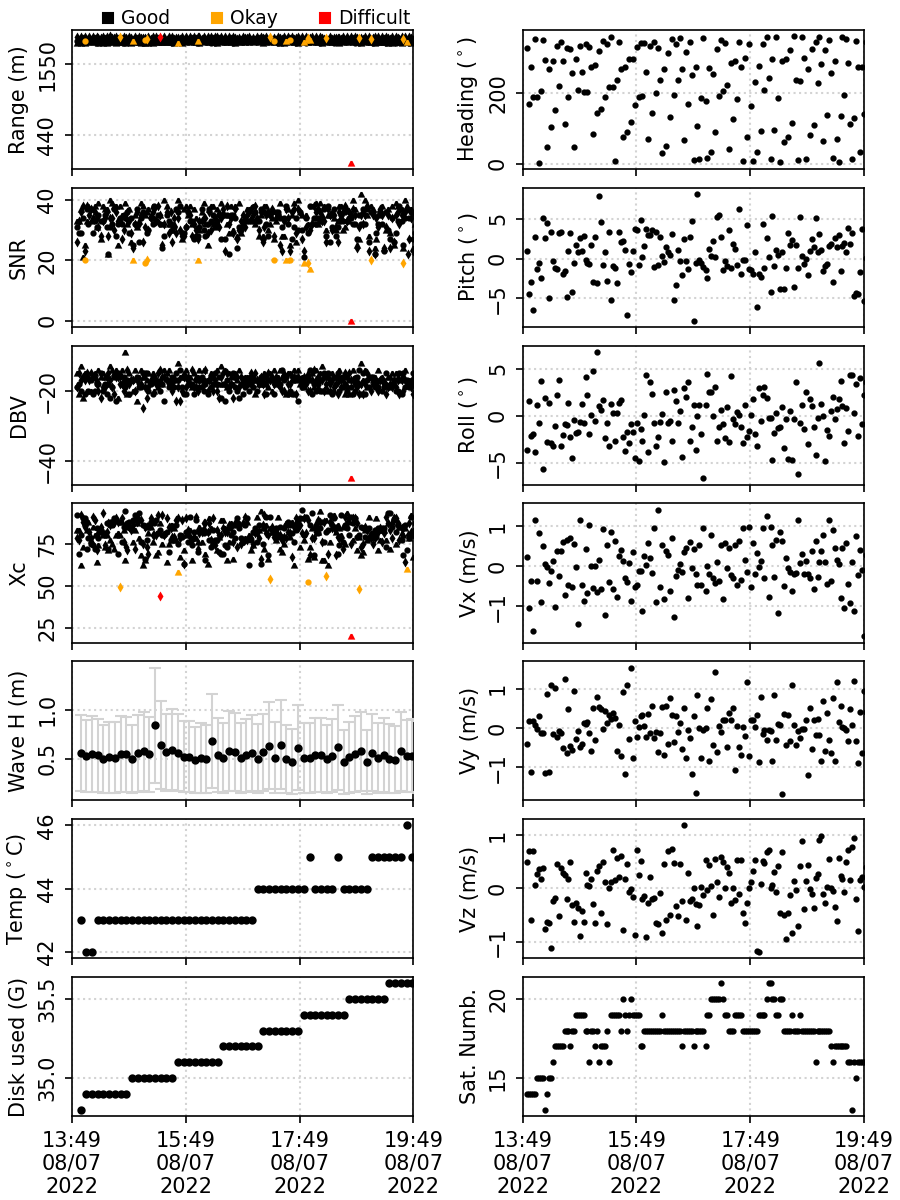 Good Okay Difficult
Range (m)
1550
440
SNR
40
20
0
DBV
−20
−40
Xc
75
50
25
Wave H (m)
1.0
0.5
Temp (°C)
46
44
42
Disk used (G)
35.5
35.0
13:49 15:49 17:49 19:49
08/07 08/07 08/07 08/07
2022 2022 2022 2022
Heading (°)
200
0
Pitch (°)
5
0
−5
Roll (°)
5
0
−5
Vx (m/s)
1
0
−1
Vy (m/s)
1
0
−1
Vz (m/s)
1
0
−1
Sat. Numb.
20
15
13:49 15:49 17:49 19:49
08/07 08/07 08/07 08/07
2022 2022 2022 2022